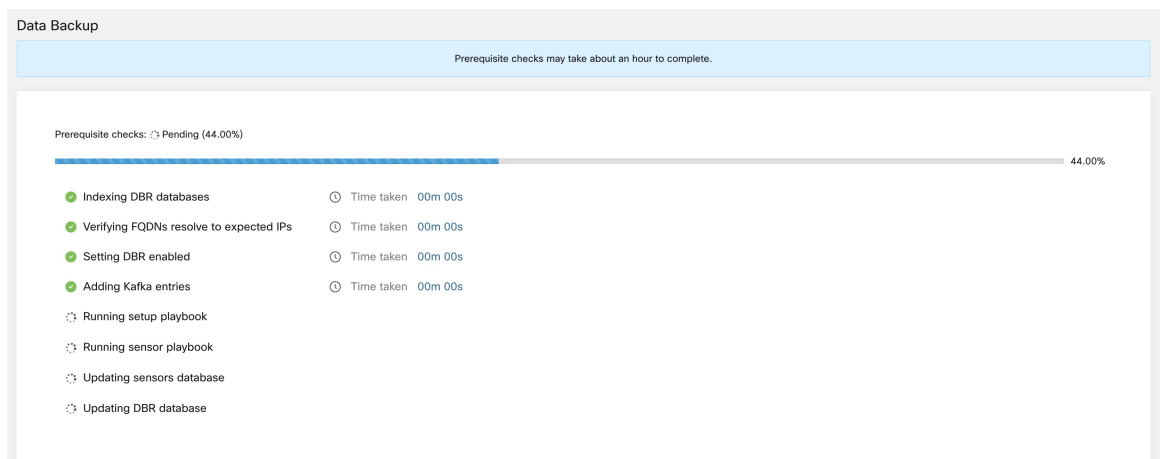 Data Backup
Prerequisite checks may take about an hour to complete.
Prerequisite checks: Pending (44.00%)
44.00%
Indexing DBR databases Time taken 00m 00s
Verifying FQDNs resolve to expected IPs Time taken 00m 00s
Setting DBR enabled Time taken 00m 00s
Adding Kafka entries Time taken 00m 00s
Running setup playbook
Running sensor playbook
Updating sensors database
Updating DBR database